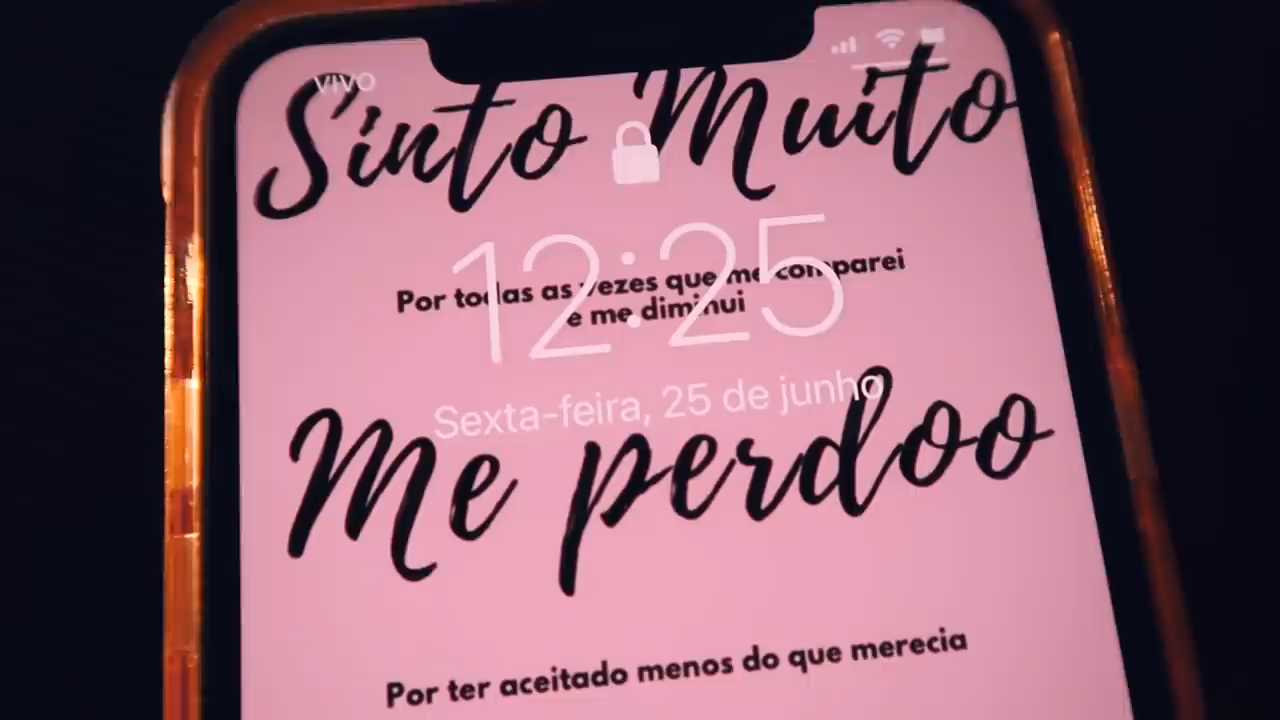 VIVO
Sinto Muito
12:25
Por todas as vezes que me comparei
e me diminui
Sexta-feira, 25 de junho
Me perdoo
Por ter aceitado menos do que merecia